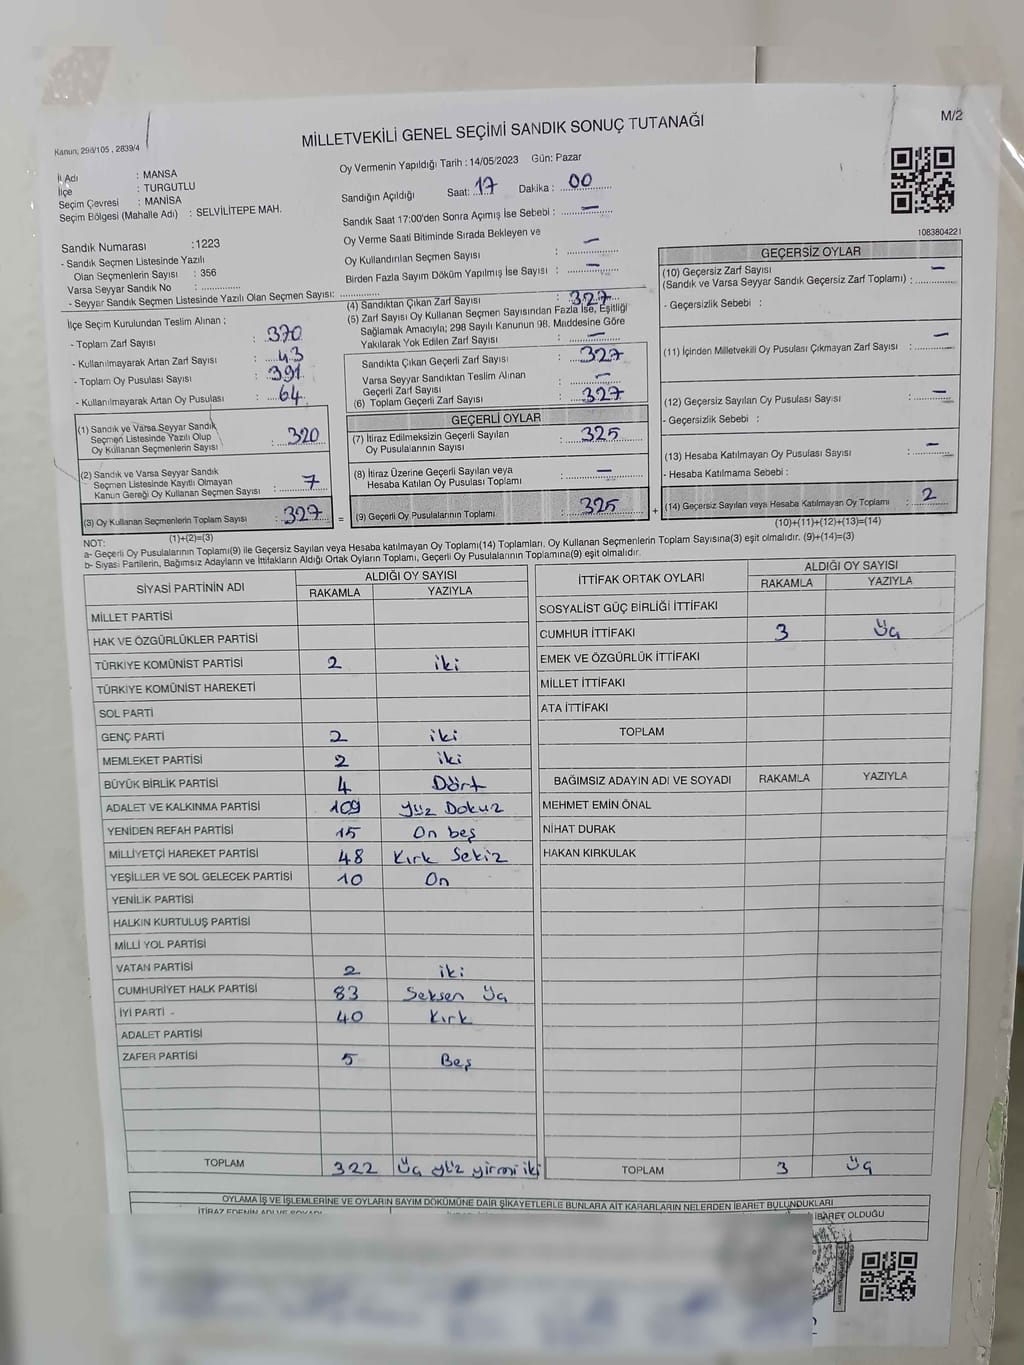 Kanun, 298/105 , 2839/4
MİLLETVEKİLİ GENEL SEÇİMİ SANDIK SONUÇ TUTANAĞI
M/2
İl Adı : MANSA
İlçe : TURGUTLU
Seçim Çevresi : MANİSA
Seçim Bölgesi (Mahalle Adı) : SELVİLİTEPE MAH.
Sandık Numarası :1223
- Sandık Seçmen Listesinde Yazılı
Olan Seçmenlerin Sayısı : 356
Varsa Seyyar Sandık No :
- Seyyar Sandık Seçmen Listesinde Yazılı Olan Seçmen Sayısı:
Oy Vermenin Yapıldığı Tarih : 14/05/2023 Gün: Pazar
Sandığın Açıldığı Saat: 17 Dakika : 00
Sandık Saat 17:00'den Sonra Açımış İse Sebebi : —
Oy Verme Saati Bitiminde Sırada Bekleyen ve
Oy Kullandırılan Seçmen Sayısı : —
Birden Fazla Sayım Döküm Yapılmış İse Sayısı : —
1083804221
İlçe Seçim Kurulundan Teslim Alınan ;
- Toplam Zarf Sayısı : 370
- Kullanılmayarak Artan Zarf Sayısı : 43
- Toplam Oy Pusulası Sayısı : 391
- Kullanılmayarak Artan Oy Pusulası : 64
(1) Sandık ve Varsa Seyyar Sandık
Seçmen Listesinde Yazılı Olup
Oy Kullanan Seçmenlerin Sayısı : 320
(2) Sandık ve Varsa Seyyar Sandık
Seçmen Listesinde Kayıtlı Olmayan
Kanun Gereği Oy Kullanan Seçmen Sayısı : 7
(3) Oy Kullanan Seçmenlerin Toplam Sayısı : 327 =
(1)+(2)=(3)
(4) Sandıktan Çıkan Zarf Sayısı : 327
(5) Zarf Sayısı Oy Kullanan Seçmen Sayısından Fazla İse, Eşitliği
Sağlamak Amacıyla; 298 Sayılı Kanunun 98. Maddesine Göre
Yakılarak Yok Edilen Zarf Sayısı : —
Sandıkta Çıkan Geçerli Zarf Sayısı : 327
Varsa Seyyar Sandıktan Teslim Alınan
Geçerli Zarf Sayısı : —
(6) Toplam Geçerli Zarf Sayısı : 327
GEÇERLİ OYLAR
(7) İtiraz Edilmeksizin Geçerli Sayılan
Oy Pusulasının Sayısı : 325
(8) İtiraz Üzerine Geçerli Sayılan veya
Hesaba Katılan Oy Pusulası Toplamı : —
(9) Geçerli Oy Pusulalarının Toplamı : 325 +
GEÇERSİZ OYLAR
(10) Geçersiz Zarf Sayısı
(Sandık ve Varsa Seyyar Sandık Geçersiz Zarf Toplamı) : —
- Geçersizlik Sebebi :
(11) İçinden Milletvekili Oy Pusulası Çıkmayan Zarf Sayısı : —
(12) Geçersiz Sayılan Oy Pusulası Sayısı : —
- Geçersizlik Sebebi :
(13) Hesaba Katılmayan Oy Pusulası Sayısı : —
- Hesaba Katılmama Sebebi :
(14) Geçersiz Sayılan veya Hesaba Katılmayan Oy Toplamı : 2
(10)+(11)+(12)+(13)=(14)
NOT:
a- Geçerli Oy Pusulalarının Toplamı(9) ile Geçersiz Sayılan veya Hesaba katılmayan Oy Toplamı(14) Toplamları, Oy Kullanan Seçmenlerin Toplam Sayısına(3) eşit olmalıdır. (9)+(14)=(3)
b- Siyasi Partilerin, Bağımsız Adayların ve İttifakların Aldığı Ortak Oyların Toplamı, Geçerli Oy Pusulalarının Toplamına(9) eşit olmalıdır.
SİYASİ PARTİNİN ADI ALDIĞI OY SAYISI
RAKAMLA YAZIYLA
MİLLET PARTİSİ
HAK VE ÖZGÜRLÜKLER PARTİSİ
TÜRKİYE KOMÜNİST PARTİSİ 2 iki
TÜRKİYE KOMÜNİST HAREKETİ
SOL PARTİ
GENÇ PARTİ 2 iki
MEMLEKET PARTİSİ 2 iki
BÜYÜK BİRLİK PARTİSİ 4 Dört
ADALET VE KALKINMA PARTİSİ 109 Yüz Dokuz
YENİDEN REFAH PARTİSİ 15 On beş
MİLLİYETÇİ HAREKET PARTİSİ 48 Kırk Sekiz
YEŞİLLER VE SOL GELECEK PARTİSİ 10 On
YENİLİK PARTİSİ
HALKIN KURTULUŞ PARTİSİ
MİLLİ YOL PARTİSİ
VATAN PARTİSİ 2 iki
CUMHURİYET HALK PARTİSİ 83 Seksen Üç
İYİ PARTİ 40 Kırk
ADALET PARTİSİ
ZAFER PARTİSİ 5 Beş
TOPLAM 322 Üç yüz yirmi iki
İTTİFAK ORTAK OYLARI ALDIĞI OY SAYISI
RAKAMLA YAZIYLA
SOSYALİST GÜÇ BİRLİĞİ İTTİFAKI
CUMHUR İTTİFAKI 3 Üç
EMEK VE ÖZGÜRLÜK İTTİFAKI
MİLLET İTTİFAKI
ATA İTTİFAKI
TOPLAM
BAĞIMSIZ ADAYIN ADI VE SOYADI RAKAMLA YAZIYLA
MEHMET EMİN ÖNAL
NİHAT DURAK
HAKAN KIRKULAK
TOPLAM 3 Üç
OYLAMA İŞ VE İŞLEMLERİNE VE OYLARIN SAYIM DÖKÜMÜNE DAİR ŞİKAYETLERLE BUNLARA AİT KARARLARIN NELERDEN İBARET BULUNDUKLARI
İTİRAZ EDENİN ADI VE SOYADI
İBARET OLDUĞU